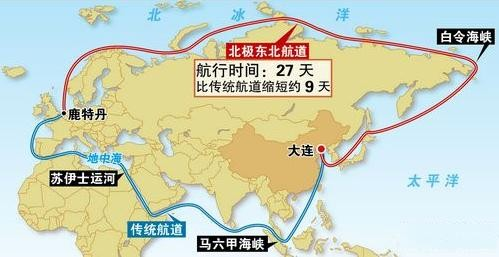 北 冰 洋
白令海峡
北极东北航道
航行时间：27 天
比传统航道缩短约 9 天
鹿特丹
大连
地中海
苏伊士运河
太平洋
传统航道
马六甲海峡